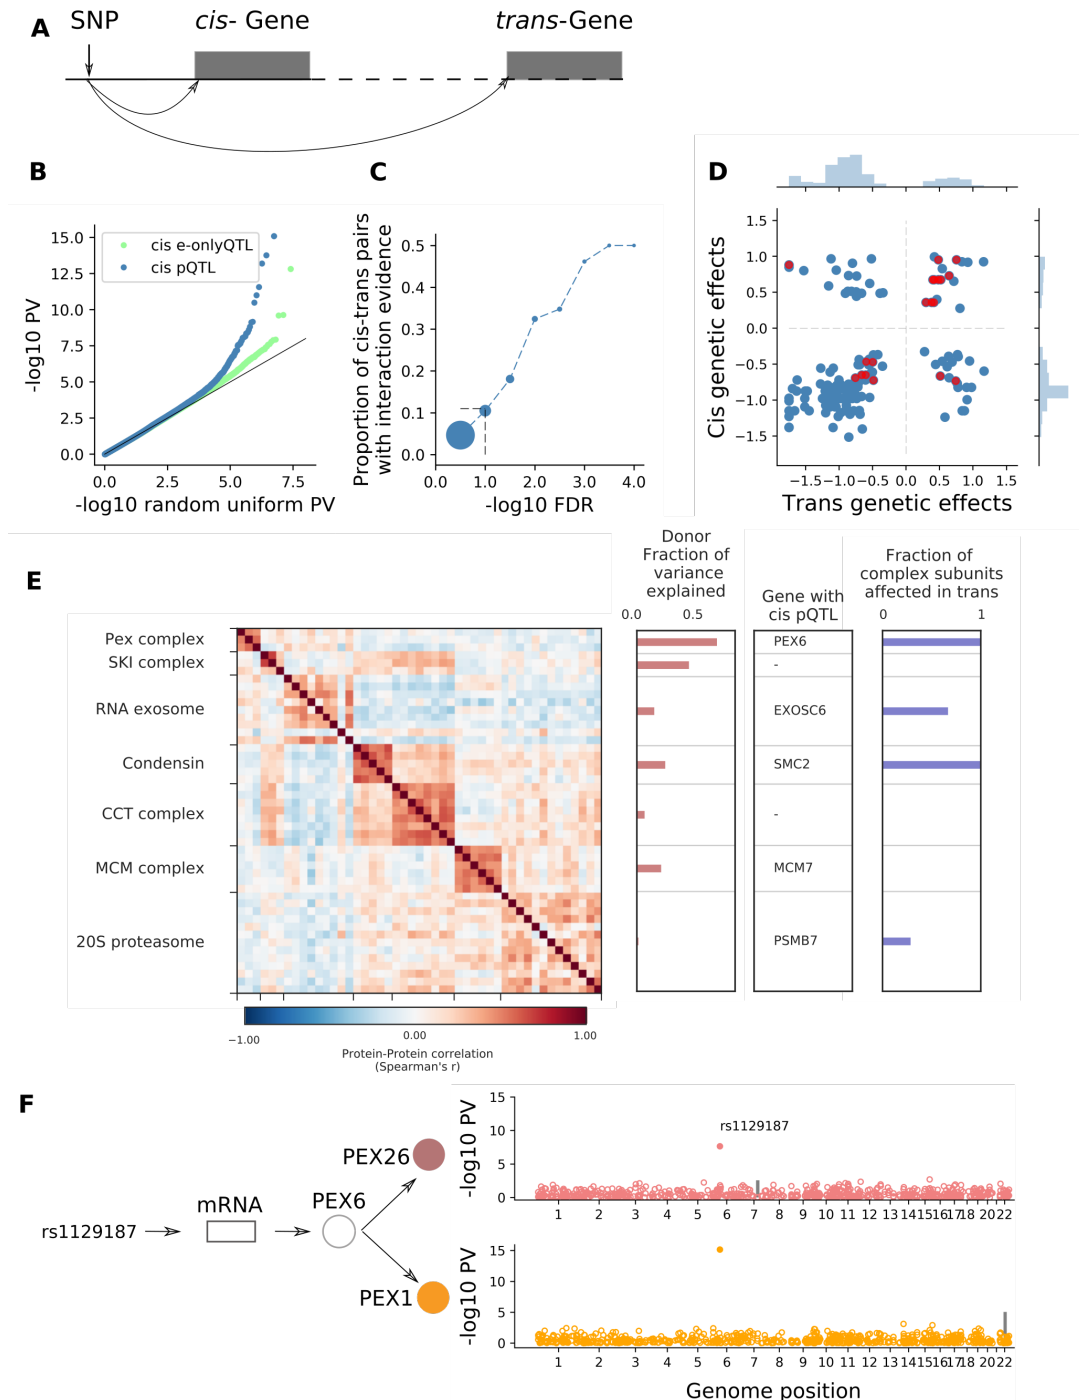 A
SNP
cis- Gene
trans-Gene
B
-log10 PV
15.0
12.5
10.0
7.5
5.0
2.5
0.0
cis e-onlyQTL
cis pQTL
0.0 2.5 5.0 7.5
-log10 random uniform PV
C
Proportion of cis-trans pairs
with interaction evidence
0.5
0.4
0.3
0.2
0.1
0.0
0.0 1.0 2.0 3.0 4.0
-log10 FDR
D
Cis genetic effects
1.5
1.0
0.5
0.0
−0.5
−1.0
−1.5
−1.5 −1.0 −0.5 0.0 0.5 1.0 1.5
Trans genetic effects
E
Pex complex
SKI complex
RNA exosome
Condensin
CCT complex
MCM complex
20S proteasome
−1.00 0.00 1.00
Protein-Protein correlation
(Spearman's r)
Donor
Fraction of
variance
explained
0.0 0.5
Gene with
cis pQTL
PEX6
-
EXOSC6
SMC2
-
MCM7
PSMB7
Fraction of
complex subunits
affected in trans
0 1
F
rs1129187
mRNA
PEX6
PEX26
PEX1
-log10 PV
15
10
5
0
rs1129187
1 2 3 4 5 6 7 8 9 10 11 12 13 14 15 16 17 18 20 22
-log10 PV
15
10
5
0
1 2 3 4 5 6 7 8 9 10 11 12 13 14 15 16 17 18 20 22
Genome position